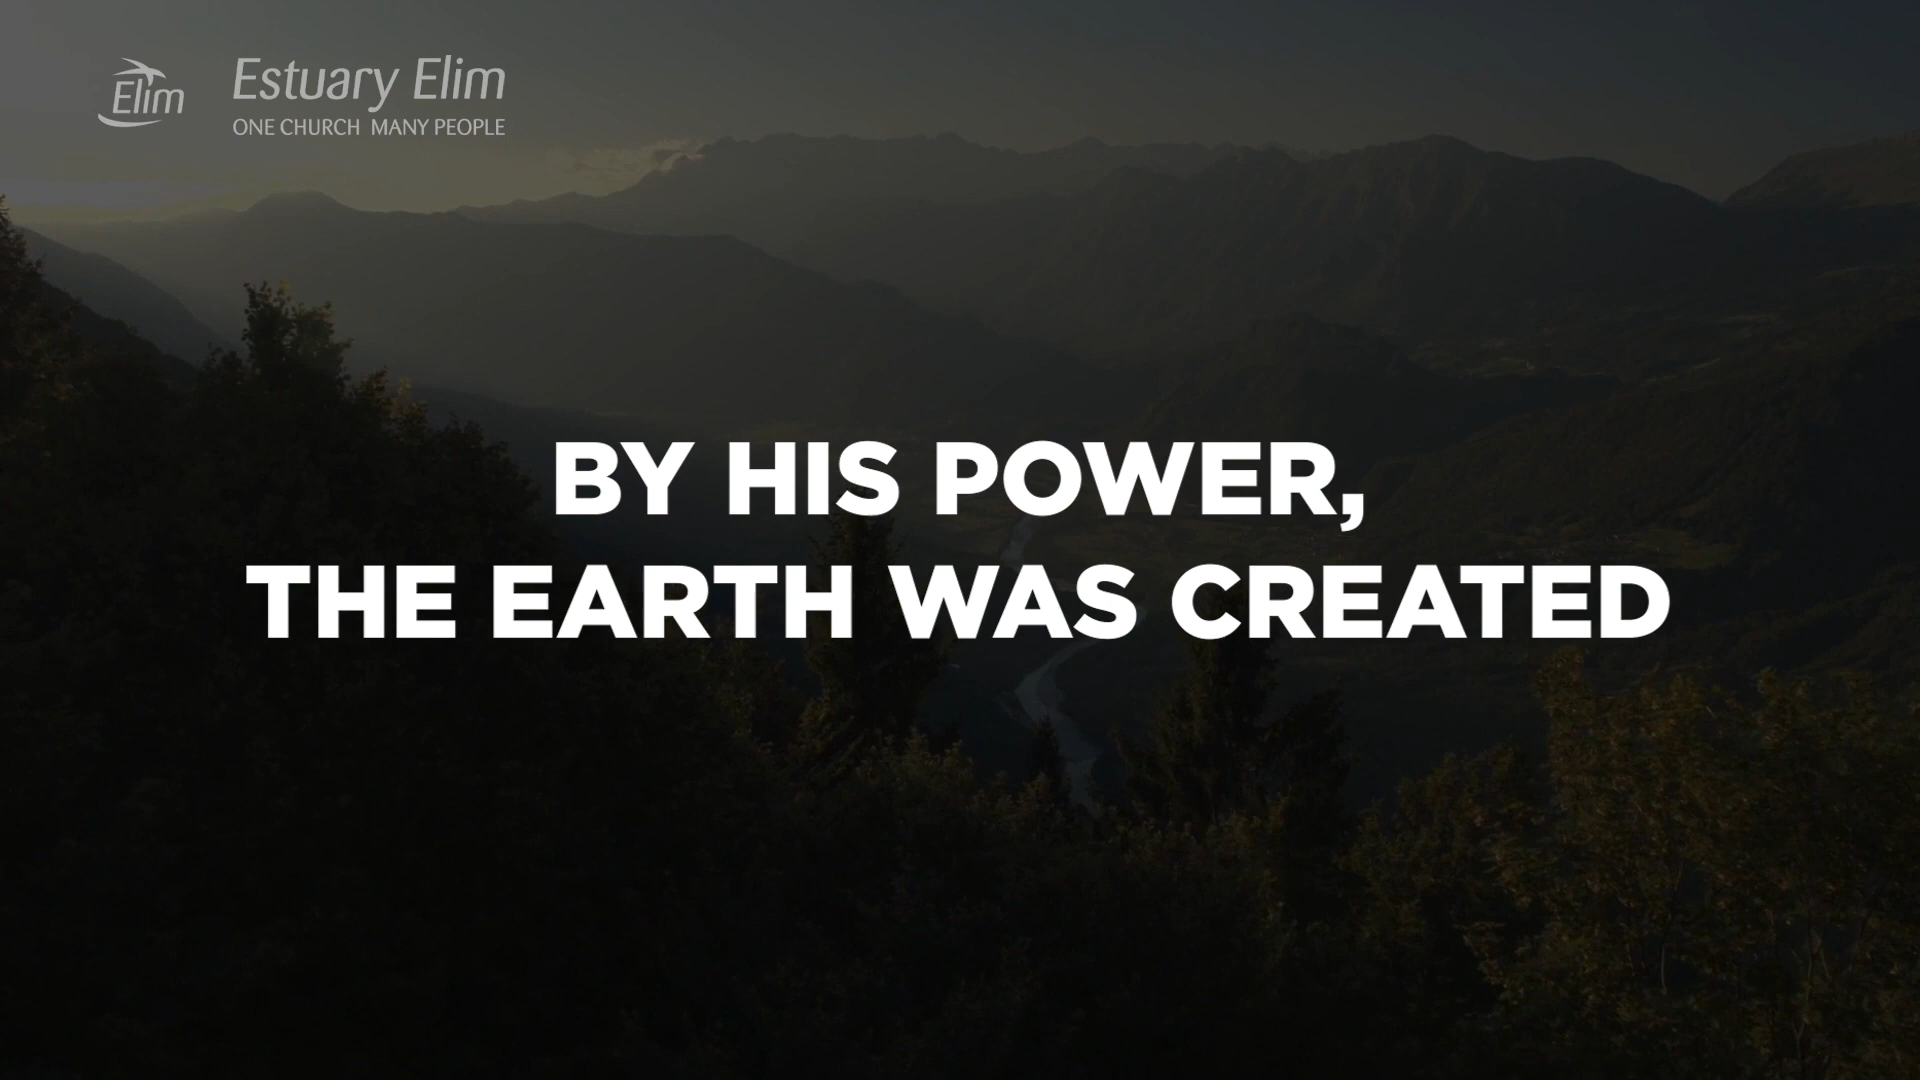 Elim
Estuary Elim
ONE CHURCH MANY PEOPLE
BY HIS POWER,
THE EARTH WAS CREATED